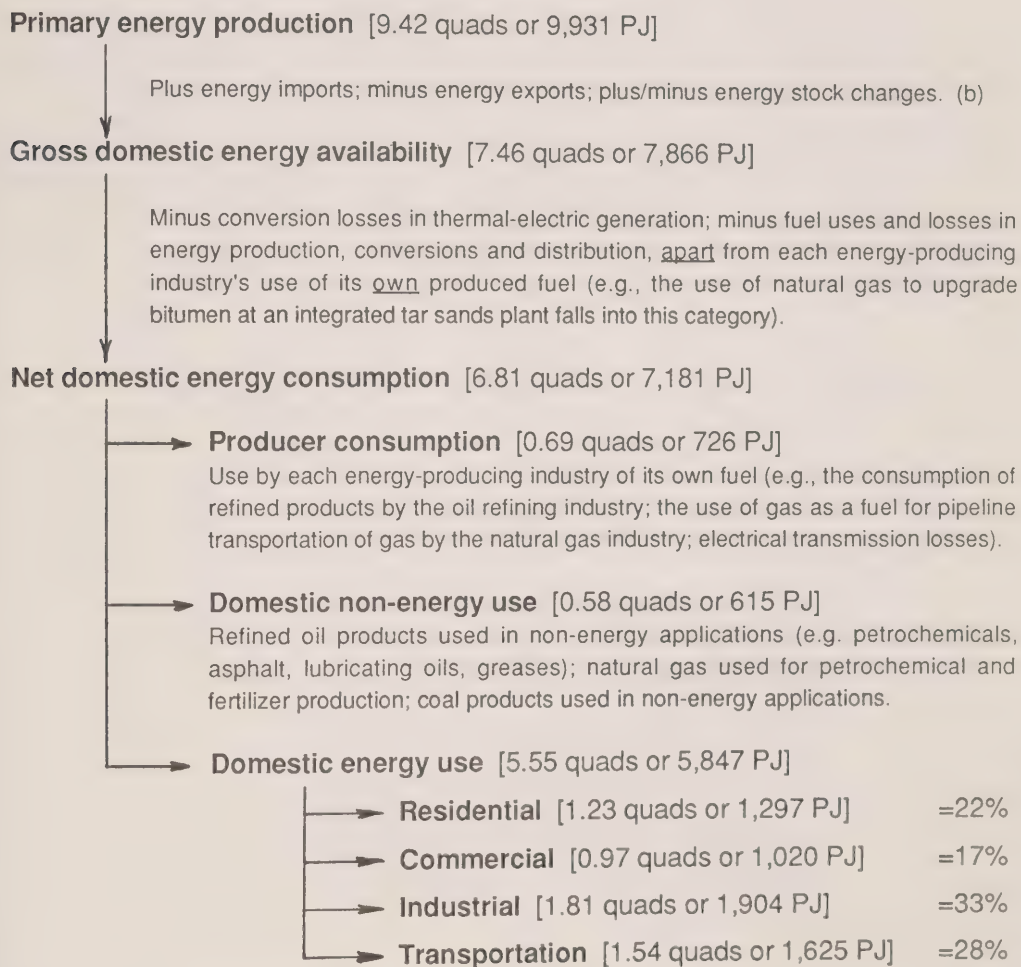 Primary energy production [9.42 quads or 9,931 PJ]
Plus energy imports; minus energy exports; plus/minus energy stock changes. (b)
Gross domestic energy availability [7.46 quads or 7,866 PJ]
Minus conversion losses in thermal-electric generation; minus fuel uses and losses in
energy production, conversions and distribution, apart from each energy-producing
industry's use of its own produced fuel (e.g., the use of natural gas to upgrade
bitumen at an integrated tar sands plant falls into this category).
Net domestic energy consumption [6.81 quads or 7,181 PJ]
Producer consumption [0.69 quads or 726 PJ]
Use by each energy-producing industry of its own fuel (e.g., the consumption of
refined products by the oil refining industry; the use of gas as a fuel for pipeline
transportation of gas by the natural gas industry; electrical transmission losses).
Domestic non-energy use [0.58 quads or 615 PJ]
Refined oil products used in non-energy applications (e.g. petrochemicals,
asphalt, lubricating oils, greases); natural gas used for petrochemical and
fertilizer production; coal products used in non-energy applications.
Domestic energy use [5.55 quads or 5,847 PJ]
Residential [1.23 quads or 1,297 PJ] =22%
Commercial [0.97 quads or 1,020 PJ] =17%
Industrial [1.81 quads or 1,904 PJ] =33%
Transportation [1.54 quads or 1,625 PJ] =28%